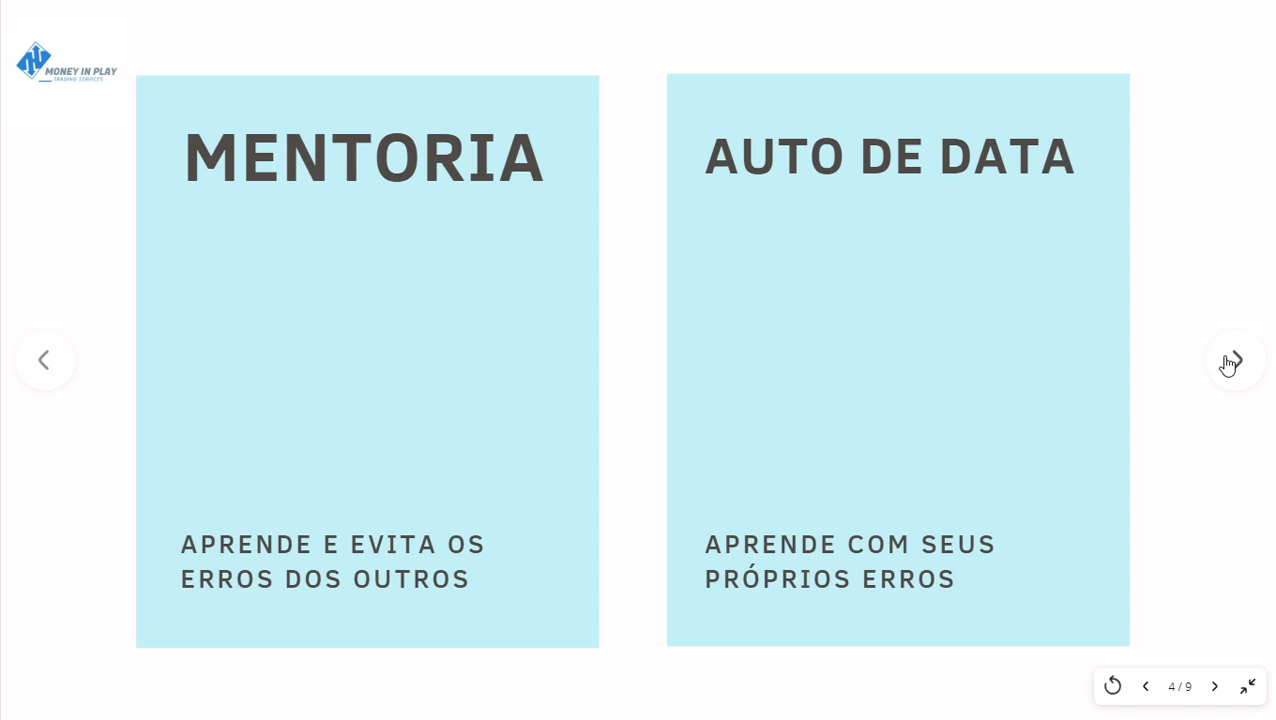 MONEY IN PLAY
TRADING SERVICES
MENTORIA
APRENDE E EVITA OS
ERROS DOS OUTROS
AUTO DE DATA
APRENDE COM SEUS
PRÓPRIOS ERROS
4/9